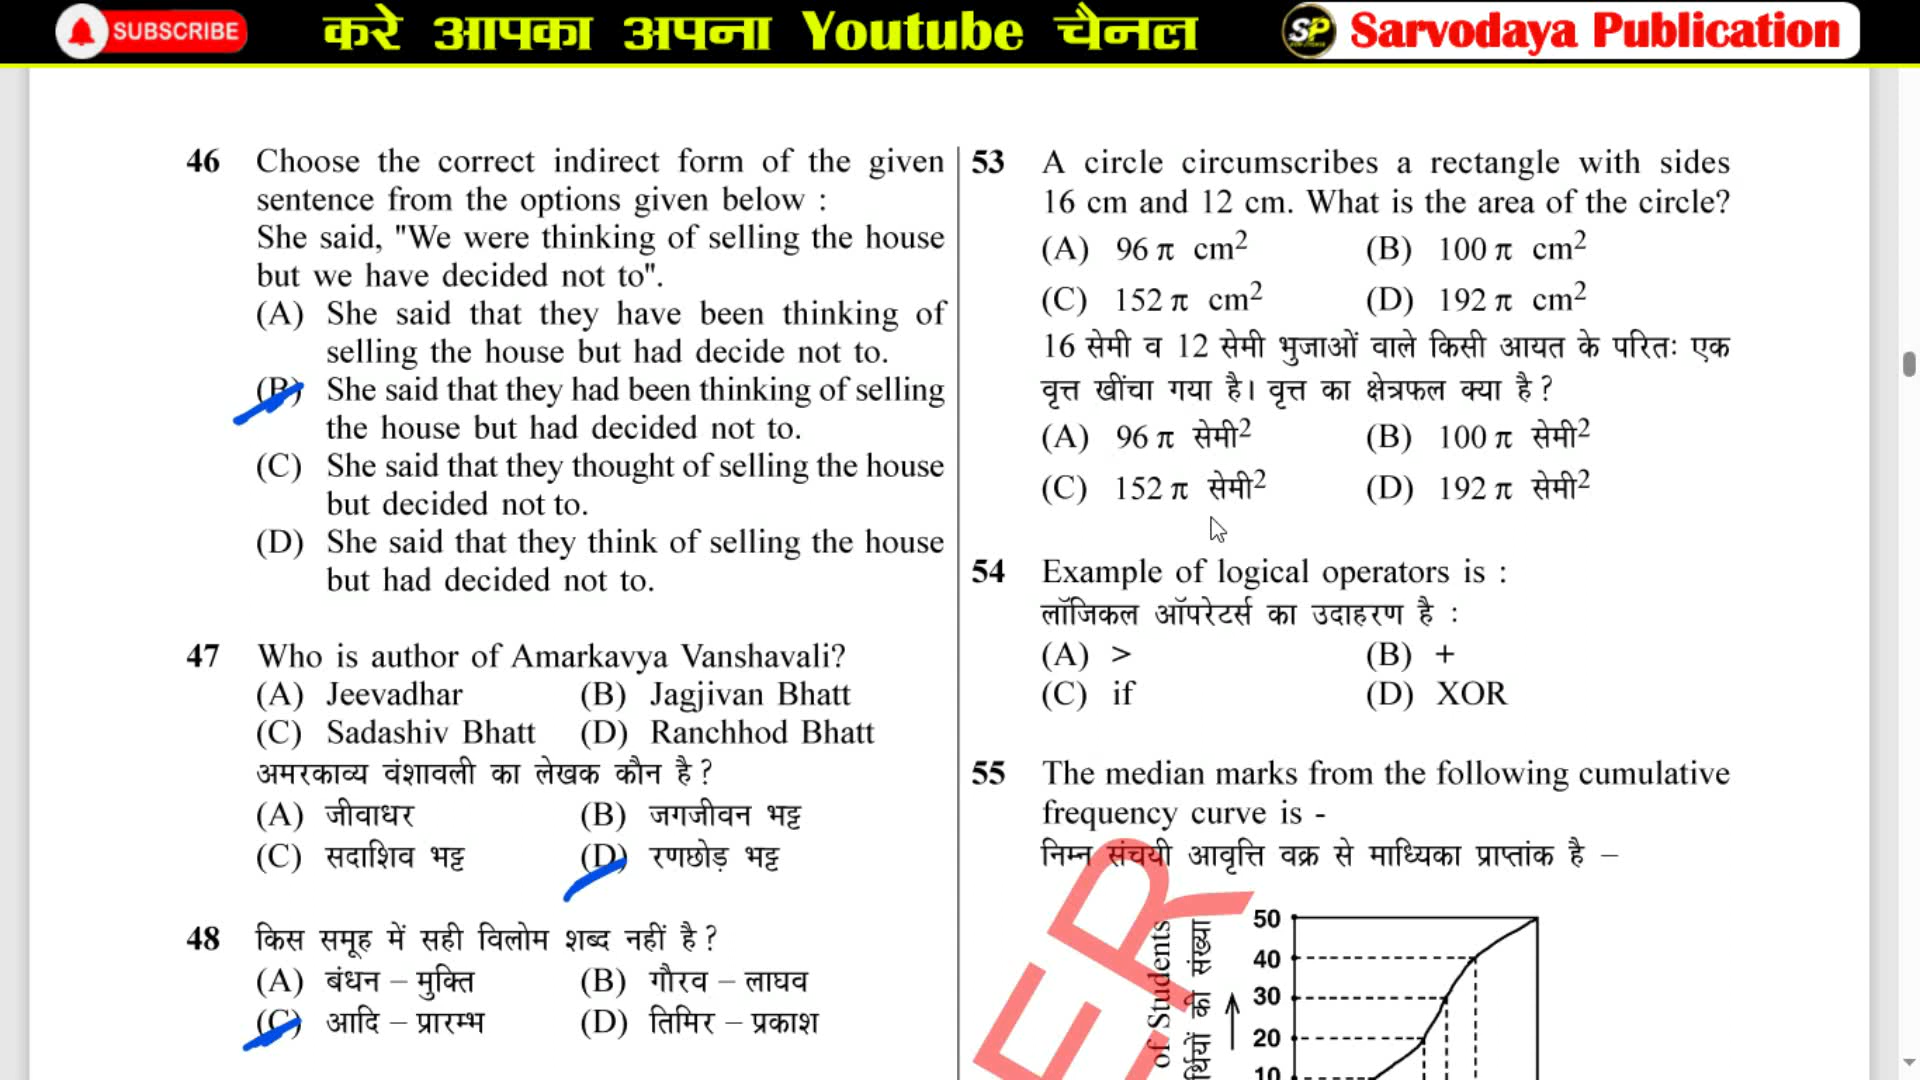 SUBSCRIBE
करे आपका अपना Youtube चैनल
SP
Sarvodaya Publication
46 Choose the correct indirect form of the given
sentence from the options given below :
She said, "We were thinking of selling the house
but we have decided not to".
(A) She said that they have been thinking of
selling the house but had decide not to.
(B) She said that they had been thinking of selling
the house but had decided not to.
(C) She said that they thought of selling the house
but decided not to.
(D) She said that they think of selling the house
but had decided not to.
47 Who is author of Amarkavya Vanshavali?
(A) Jeevadhar (B) Jagjivan Bhatt
(C) Sadashiv Bhatt (D) Ranchhod Bhatt
अमरकाव्य वंशावली का लेखक कौन है ?
(A) जीवाधर (B) जगजीवन भट्ट
(C) सदाशिव भट्ट (D) रणछोड़ भट्ट
48 किस समूह में सही विलोम शब्द नहीं है ?
(A) बंधन – मुक्ति (B) गौरव – लाघव
(C) आदि – प्रारम्भ (D) तिमिर – प्रकाश
53 A circle circumscribes a rectangle with sides
16 cm and 12 cm. What is the area of the circle?
(A) 96 π cm² (B) 100 π cm²
(C) 152 π cm² (D) 192 π cm²
16 सेमी व 12 सेमी भुजाओं वाले किसी आयत के परितः एक
वृत्त खींचा गया है। वृत्त का क्षेत्रफल क्या है ?
(A) 96 π सेमी² (B) 100 π सेमी²
(C) 152 π सेमी² (D) 192 π सेमी²
54 Example of logical operators is :
लॉजिकल ऑपरेटर्स का उदाहरण है :
(A) > (B) +
(C) if (D) XOR
55 The median marks from the following cumulative
frequency curve is -
निम्न संचयी आवृत्ति वक्र से माध्यिका प्राप्तांक है –
of Students
की संख्या
50
40
30
20
10
ER